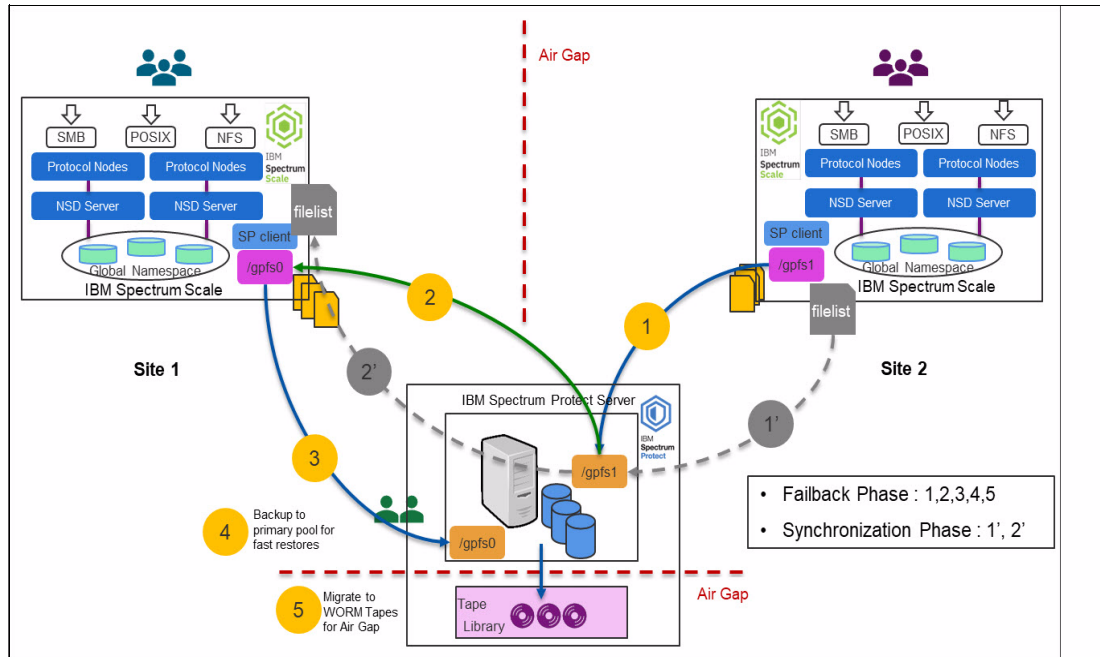 Air Gap
SMB
POSIX
NFS
IBM
Spectrum
Scale
Protocol Nodes
Protocol Nodes
NSD Server
NSD Server
filelist
SP client
/gpfs0
Global Namespace
IBM Spectrum Scale
SMB
POSIX
NFS
IBM
Spectrum
Scale
Protocol Nodes
Protocol Nodes
NSD Server
NSD Server
SP client
/gpfs1
Global Namespace
IBM Spectrum Scale
filelist
2
1
Site 1
Site 2
2'
1'
3
IBM Spectrum Protect Server
IBM
Spectrum
Protect
/gpfs1
/gpfs0
• Failback Phase : 1,2,3,4,5
• Synchronization Phase : 1', 2'
4
Backup to
primary pool for
fast restores
5
Migrate to
WORM Tapes
for Air Gap
Air Gap
Tape
Library